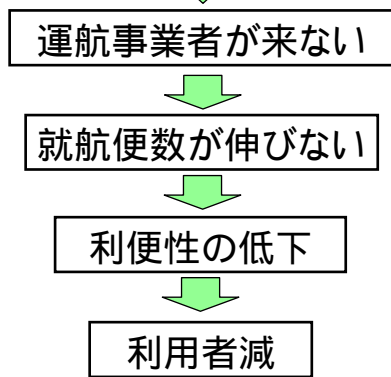 運航事業者が来ない
就航便数が伸びない
利便性の低下
利用者減